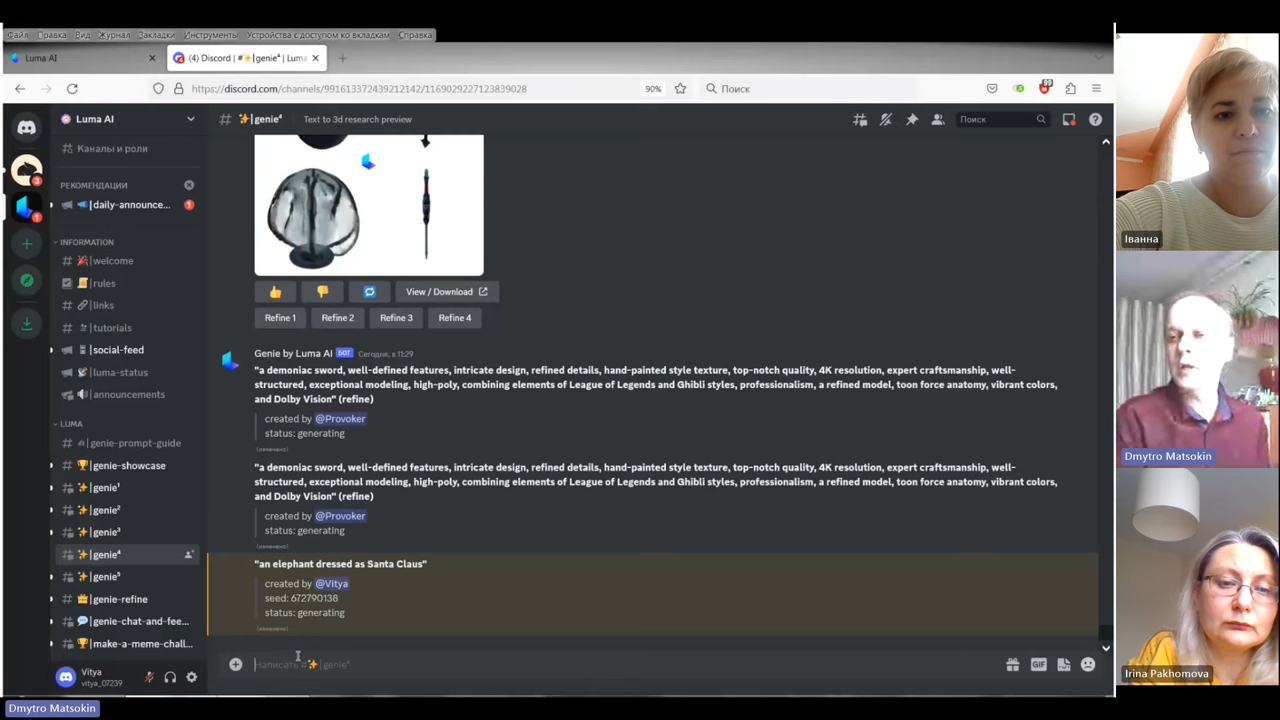 Файл Правка Вид Журнал Закладки Инструменты Устройства с доступом ко вкладкам Справка
Luma AI
(4) Discord | #✨|genie⁴ | Luma
https://discord.com/channels/991613372439212142/1169029227123839028
90%
Поиск
99
Luma AI
# ✨|genie⁴
Text to 3d research preview
Поиск
Каналы и роли
РЕКОМЕНДАЦИИ
📣|daily-announce...
1
3
1
INFORMATION
🎉|welcome
📜|rules
🔗|links
# |tutorials
|social-feed
|luma-status
|announcements
LUMA
|genie-prompt-guide
🏆|genie-showcase
✨|genie¹
✨|genie²
✨|genie³
✨|genie⁴
✨|genie⁵
|genie-refine
💬|genie-chat-and-fee...
🏆|make-a-meme-chall...
Vitya
vitya_07239
👍 👎 🔁 View / Download
Refine 1 Refine 2 Refine 3 Refine 4
Genie by Luma AI БОТ Сегодня, в 11:29
"a demoniac sword, well-defined features, intricate design, refined details, hand-painted style texture, top-notch quality, 4K resolution, expert craftsmanship, well-
structured, exceptional modeling, high-poly, combining elements of League of Legends and Ghibli styles, professionalism, a refined model, toon force anatomy, vibrant colors,
and Dolby Vision" (refine)
created by @Provoker
status: generating
(изменено)
"a demoniac sword, well-defined features, intricate design, refined details, hand-painted style texture, top-notch quality, 4K resolution, expert craftsmanship, well-
structured, exceptional modeling, high-poly, combining elements of League of Legends and Ghibli styles, professionalism, a refined model, toon force anatomy, vibrant colors,
and Dolby Vision" (refine)
created by @Provoker
status: generating
(изменено)
"an elephant dressed as Santa Claus"
created by @Vitya
seed: 672790138
status: generating
(изменено)
Написать #✨|genie⁴
GIF
Іванна
Dmytro Matsokin
Irina Pakhomova
Dmytro Matsokin